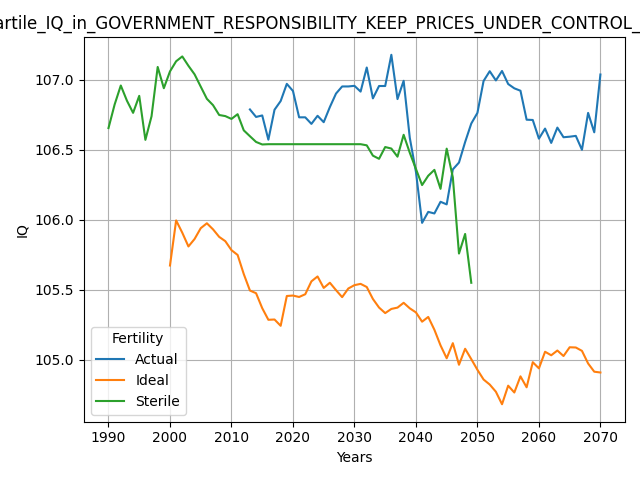 artile_IQ_in_GOVERNMENT_RESPONSIBILITY_KEEP_PRICES_UNDER_CONTROL_
107.0
106.5
106.0
105.5
105.0
IQ
Fertility
Actual
Ideal
Sterile
1990 2000 2010 2020 2030 2040 2050 2060 2070
Years